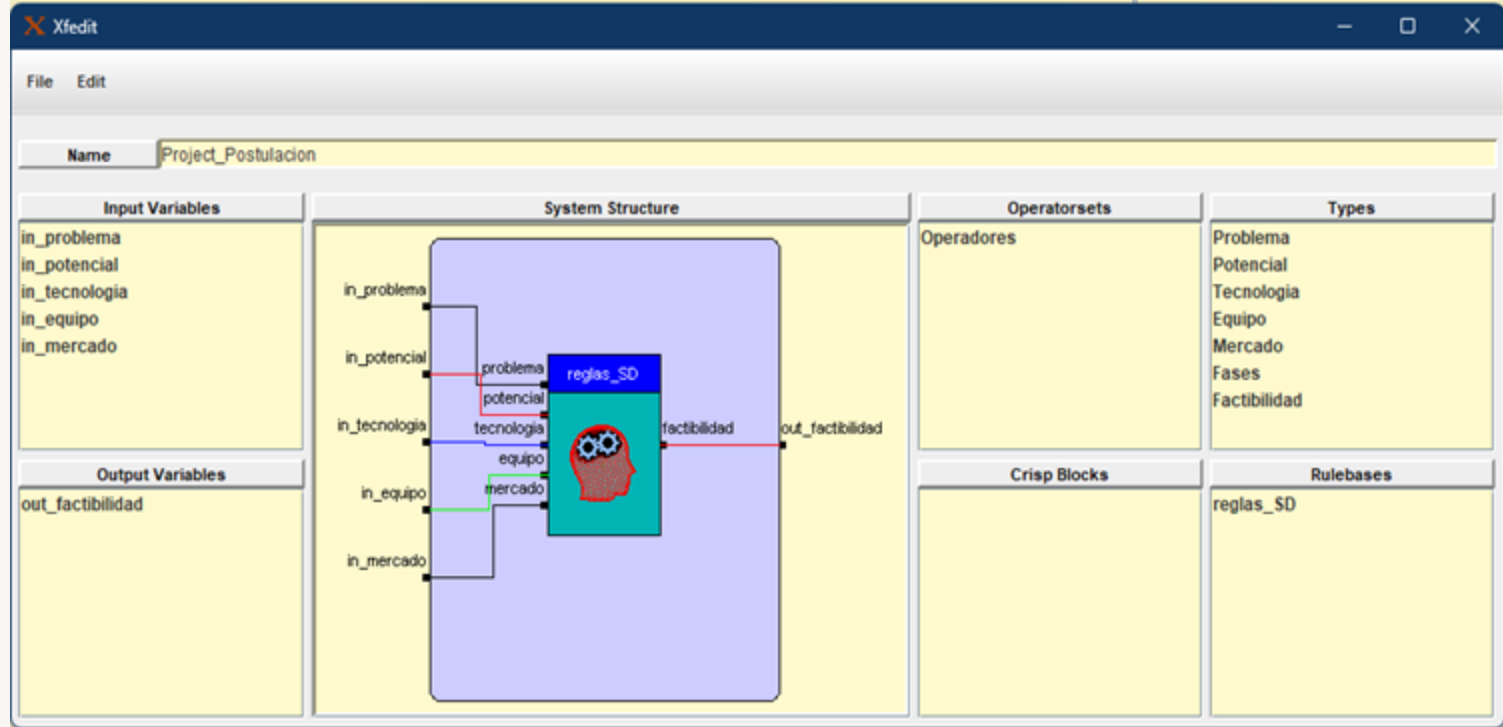 Xfedit
File Edit
Name Project_Postulacion
Input Variables
in_problema
in_potencial
in_tecnologia
in_equipo
in_mercado
Output Variables
out_factibilidad
System Structure
in_problema
in_potencial
in_tecnologia
in_equipo
in_mercado
problema
potencial
tecnologia
equipo
mercado
reglas_SD
factibilidad
out_factibilidad
Operatorsets
Operadores
Types
Problema
Potencial
Tecnologia
Equipo
Mercado
Fases
Factibilidad
Crisp Blocks
Rulebases
reglas_SD